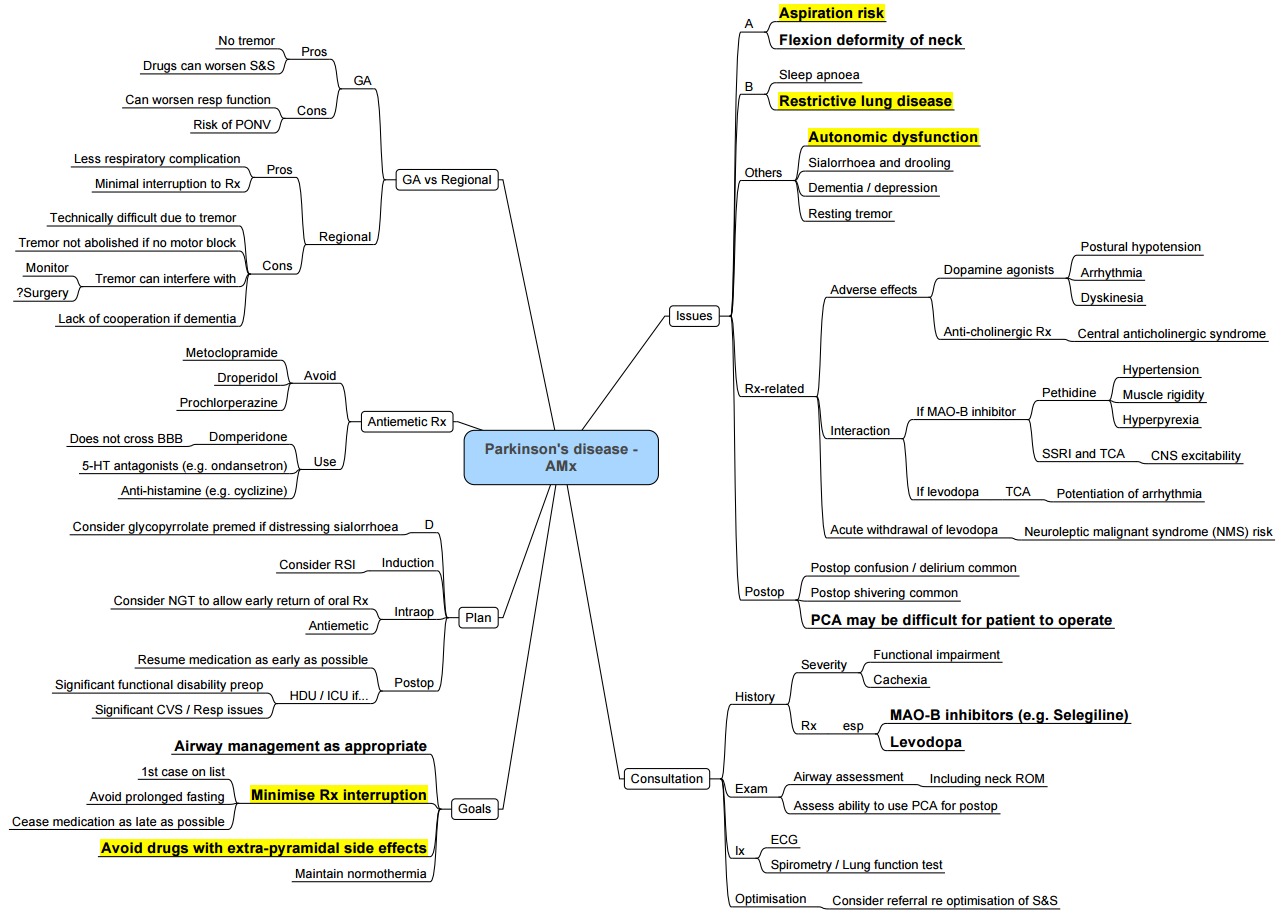 Parkinson's disease -
AMx
Issues
A
Aspiration risk
Flexion deformity of neck
B
Sleep apnoea
Restrictive lung disease
Others
Autonomic dysfunction
Sialorrhoea and drooling
Dementia / depression
Resting tremor
Rx-related
Adverse effects
Dopamine agonists
Postural hypotension
Arrhythmia
Dyskinesia
Anti-cholinergic Rx
Central anticholinergic syndrome
Interaction
If MAO-B inhibitor
Pethidine
Hypertension
Muscle rigidity
Hyperpyrexia
SSRI and TCA
CNS excitability
If levodopa
TCA
Potentiation of arrhythmia
Acute withdrawal of levodopa
Neuroleptic malignant syndrome (NMS) risk
Postop
Postop confusion / delirium common
Postop shivering common
PCA may be difficult for patient to operate
Consultation
History
Severity
Functional impairment
Cachexia
Rx
esp
MAO-B inhibitors (e.g. Selegiline)
Levodopa
Exam
Airway assessment
Including neck ROM
Assess ability to use PCA for postop
Ix
ECG
Spirometry / Lung function test
Optimisation
Consider referral re optimisation of S&S
GA vs Regional
GA
Pros
No tremor
Drugs can worsen S&S
Cons
Can worsen resp function
Risk of PONV
Regional
Pros
Less respiratory complication
Minimal interruption to Rx
Cons
Technically difficult due to tremor
Tremor not abolished if no motor block
Tremor can interfere with
Monitor
?Surgery
Lack of cooperation if dementia
Antiemetic Rx
Avoid
Metoclopramide
Droperidol
Prochlorperazine
Use
Domperidone
Does not cross BBB
5-HT antagonists (e.g. ondansetron)
Anti-histamine (e.g. cyclizine)
Plan
D
Consider glycopyrrolate premed if distressing sialorrhoea
Induction
Consider RSI
Intraop
Consider NGT to allow early return of oral Rx
Antiemetic
Postop
Resume medication as early as possible
HDU / ICU if...
Significant functional disability preop
Significant CVS / Resp issues
Goals
Airway management as appropriate
Minimise Rx interruption
1st case on list
Avoid prolonged fasting
Cease medication as late as possible
Avoid drugs with extra-pyramidal side effects
Maintain normothermia